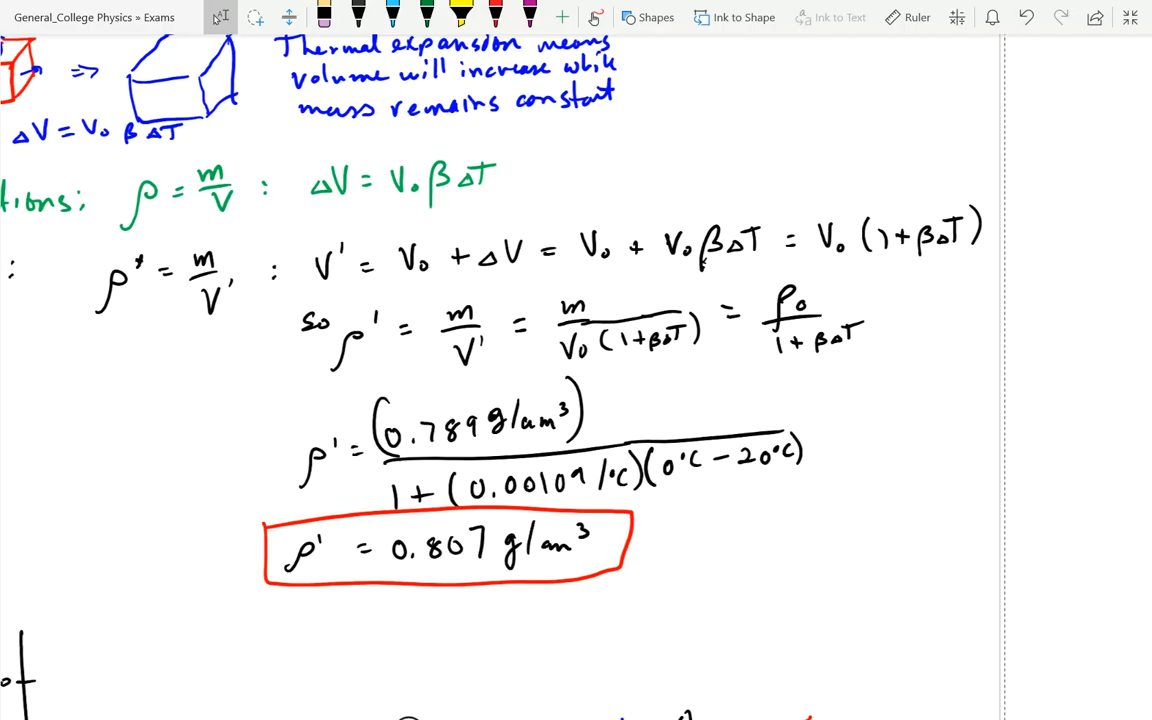 General_College Physics » Exams
Shapes
Ink to Shape
Ink to Text
Ruler
Thermal expansion means
volume will increase while
mass remains constant
=>
ΔV = V₀ β ΔT
tions; ρ = m/V : ΔV = V₀ β ΔT
: ρ' = m/V' : V' = V₀ + ΔV = V₀ + V₀βΔT = V₀ (1+βΔT)
so ρ' = m/V' = m/V₀(1+βΔT) = ρ₀/1+βΔT
ρ' = (0.789 g/cm³)/1+(0.00109/°C)(0°C - 20°C)
ρ' = 0.807 g/cm³